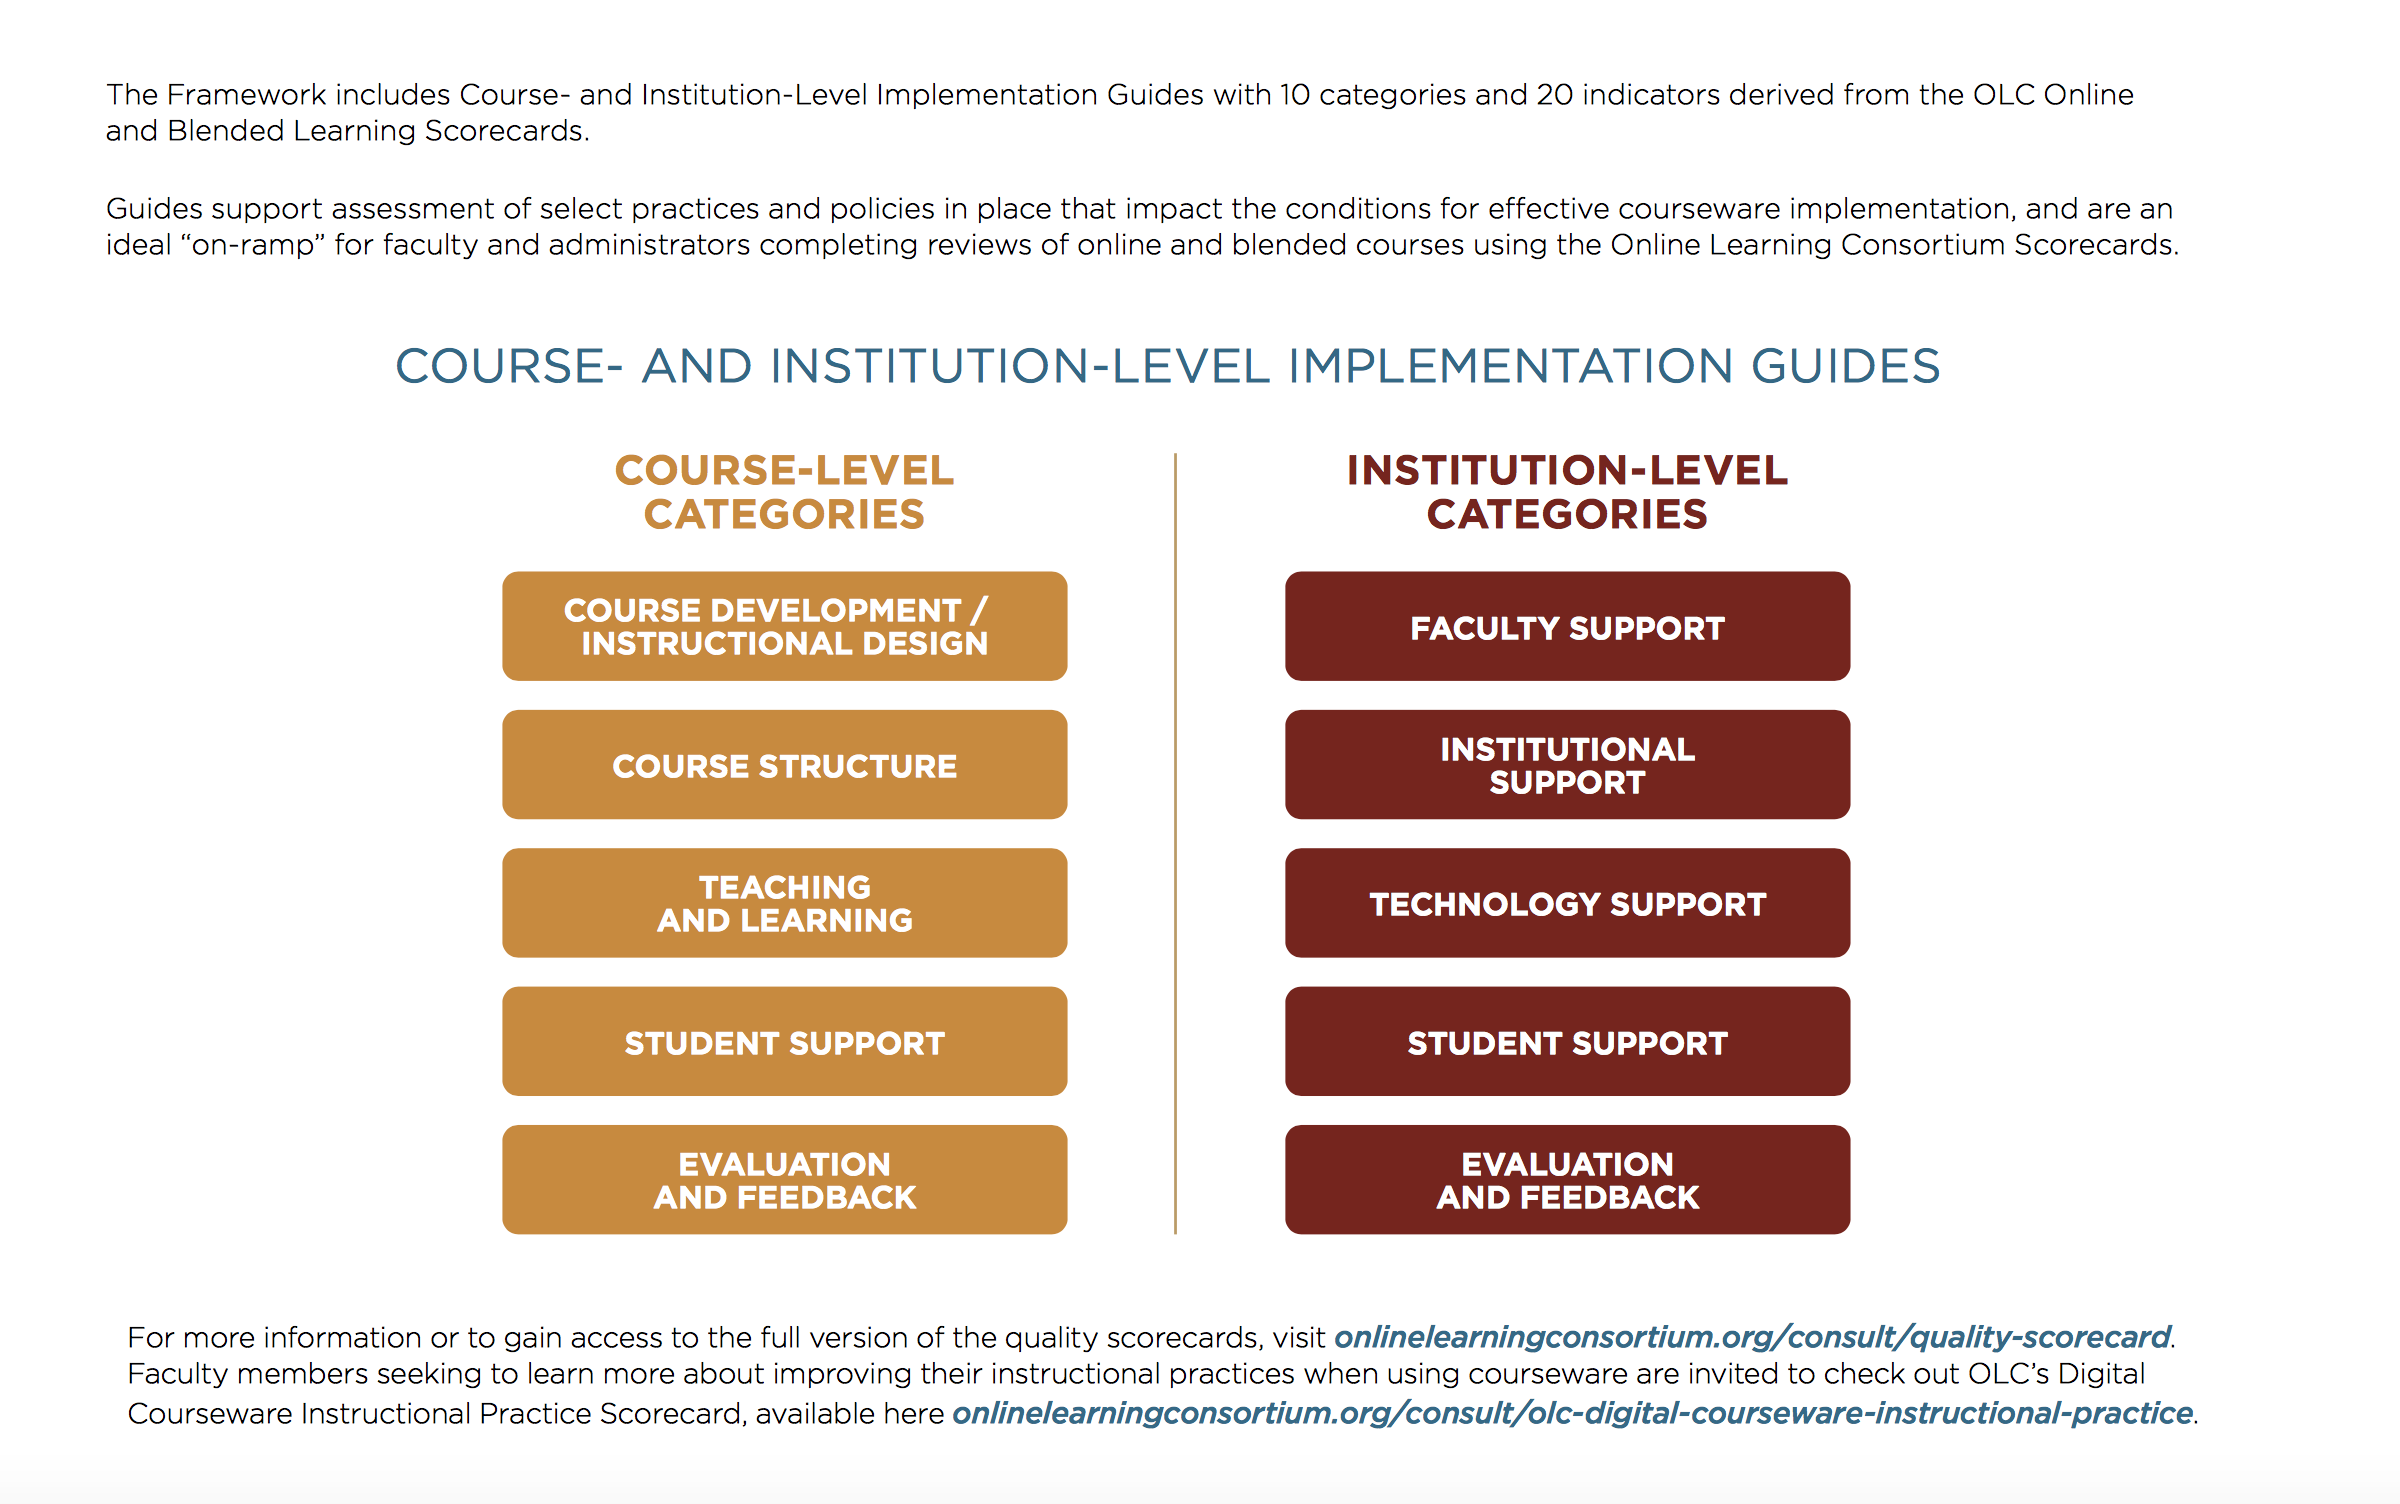 The Framework includes Course- and Institution-Level Implementation Guides with 10 categories and 20 indicators derived from the OLC Online
and Blended Learning Scorecards.
Guides support assessment of select practices and policies in place that impact the conditions for effective courseware implementation, and are an
ideal “on-ramp” for faculty and administrators completing reviews of online and blended courses using the Online Learning Consortium Scorecards.
COURSE- AND INSTITUTION-LEVEL IMPLEMENTATION GUIDES
COURSE-LEVEL
CATEGORIES
COURSE DEVELOPMENT /
INSTRUCTIONAL DESIGN
COURSE STRUCTURE
TEACHING
AND LEARNING
STUDENT SUPPORT
EVALUATION
AND FEEDBACK
INSTITUTION-LEVEL
CATEGORIES
FACULTY SUPPORT
INSTITUTIONAL
SUPPORT
TECHNOLOGY SUPPORT
STUDENT SUPPORT
EVALUATION
AND FEEDBACK
For more information or to gain access to the full version of the quality scorecards, visit onlinelearningconsortium.org/consult/quality-scorecard.
Faculty members seeking to learn more about improving their instructional practices when using courseware are invited to check out OLC’s Digital
Courseware Instructional Practice Scorecard, available here onlinelearningconsortium.org/consult/olc-digital-courseware-instructional-practice.